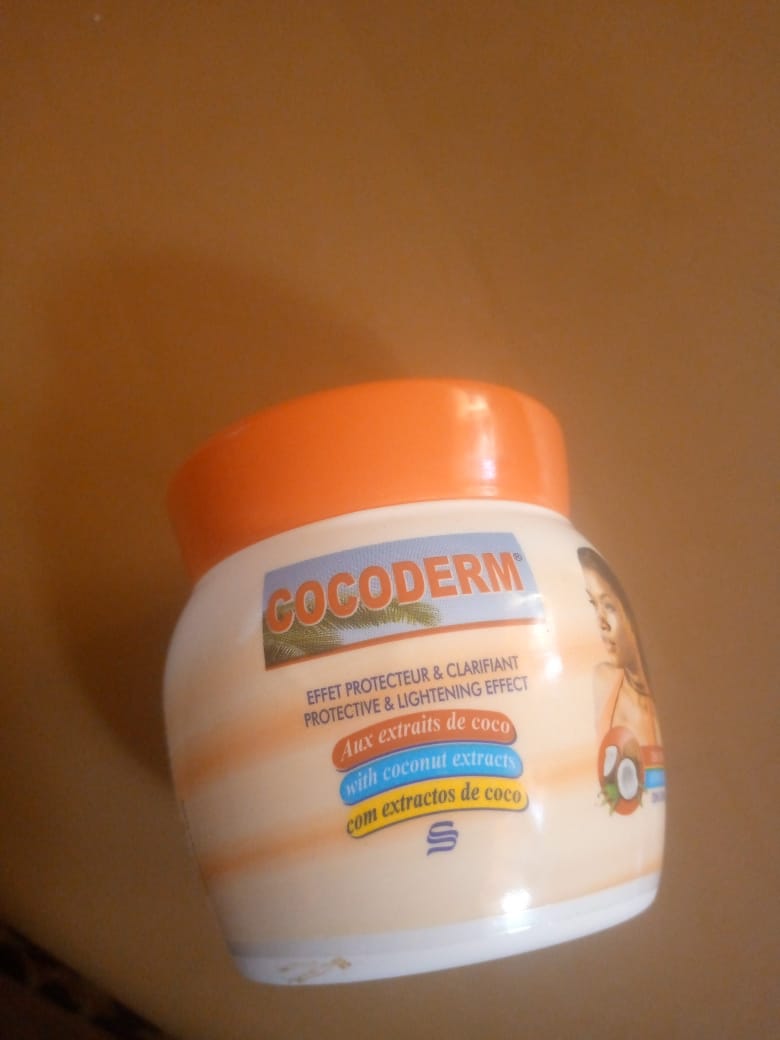 COCODERM®
EFFET PROTECTEUR & CLARIFIANT
PROTECTIVE & LIGHTENING EFFECT
Aux extraits de coco
with coconut extracts
com extractos de coco